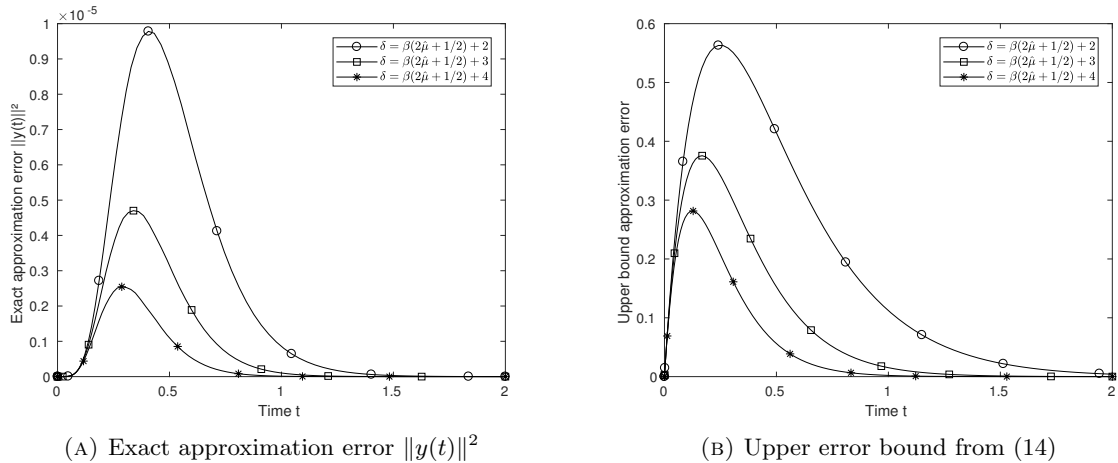 ×10^-5
1
0.9
0.8
0.7
0.6
0.5
0.4
0.3
0.2
0.1
0
0
0.5
1
1.5
2
Time t
Exact approximation error ||y(t)||²
δ = β(2μ̂ + 1/2) + 2
δ = β(2μ̂ + 1/2) + 3
δ = β(2μ̂ + 1/2) + 4
(A) Exact approximation error ‖y(t)‖²
0.6
0.5
0.4
0.3
0.2
0.1
0
0
0.5
1
1.5
2
Time t
Upper bound approximation error
δ = β(2μ̂ + 1/2) + 2
δ = β(2μ̂ + 1/2) + 3
δ = β(2μ̂ + 1/2) + 4
(B) Upper error bound from (14)